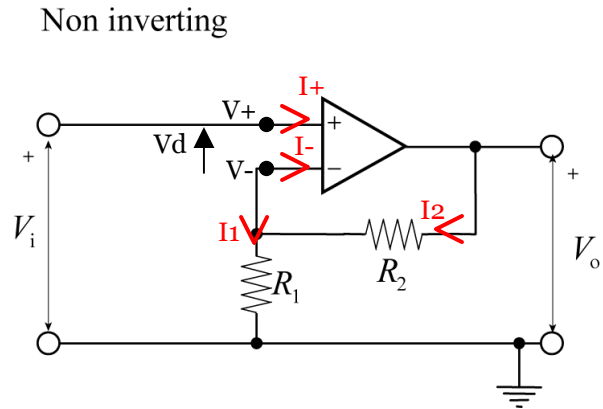 Non inverting
I+
V+
+
+
Vd
I-
V-
−
+
I1
I2
Vi
R1
R2
Vo